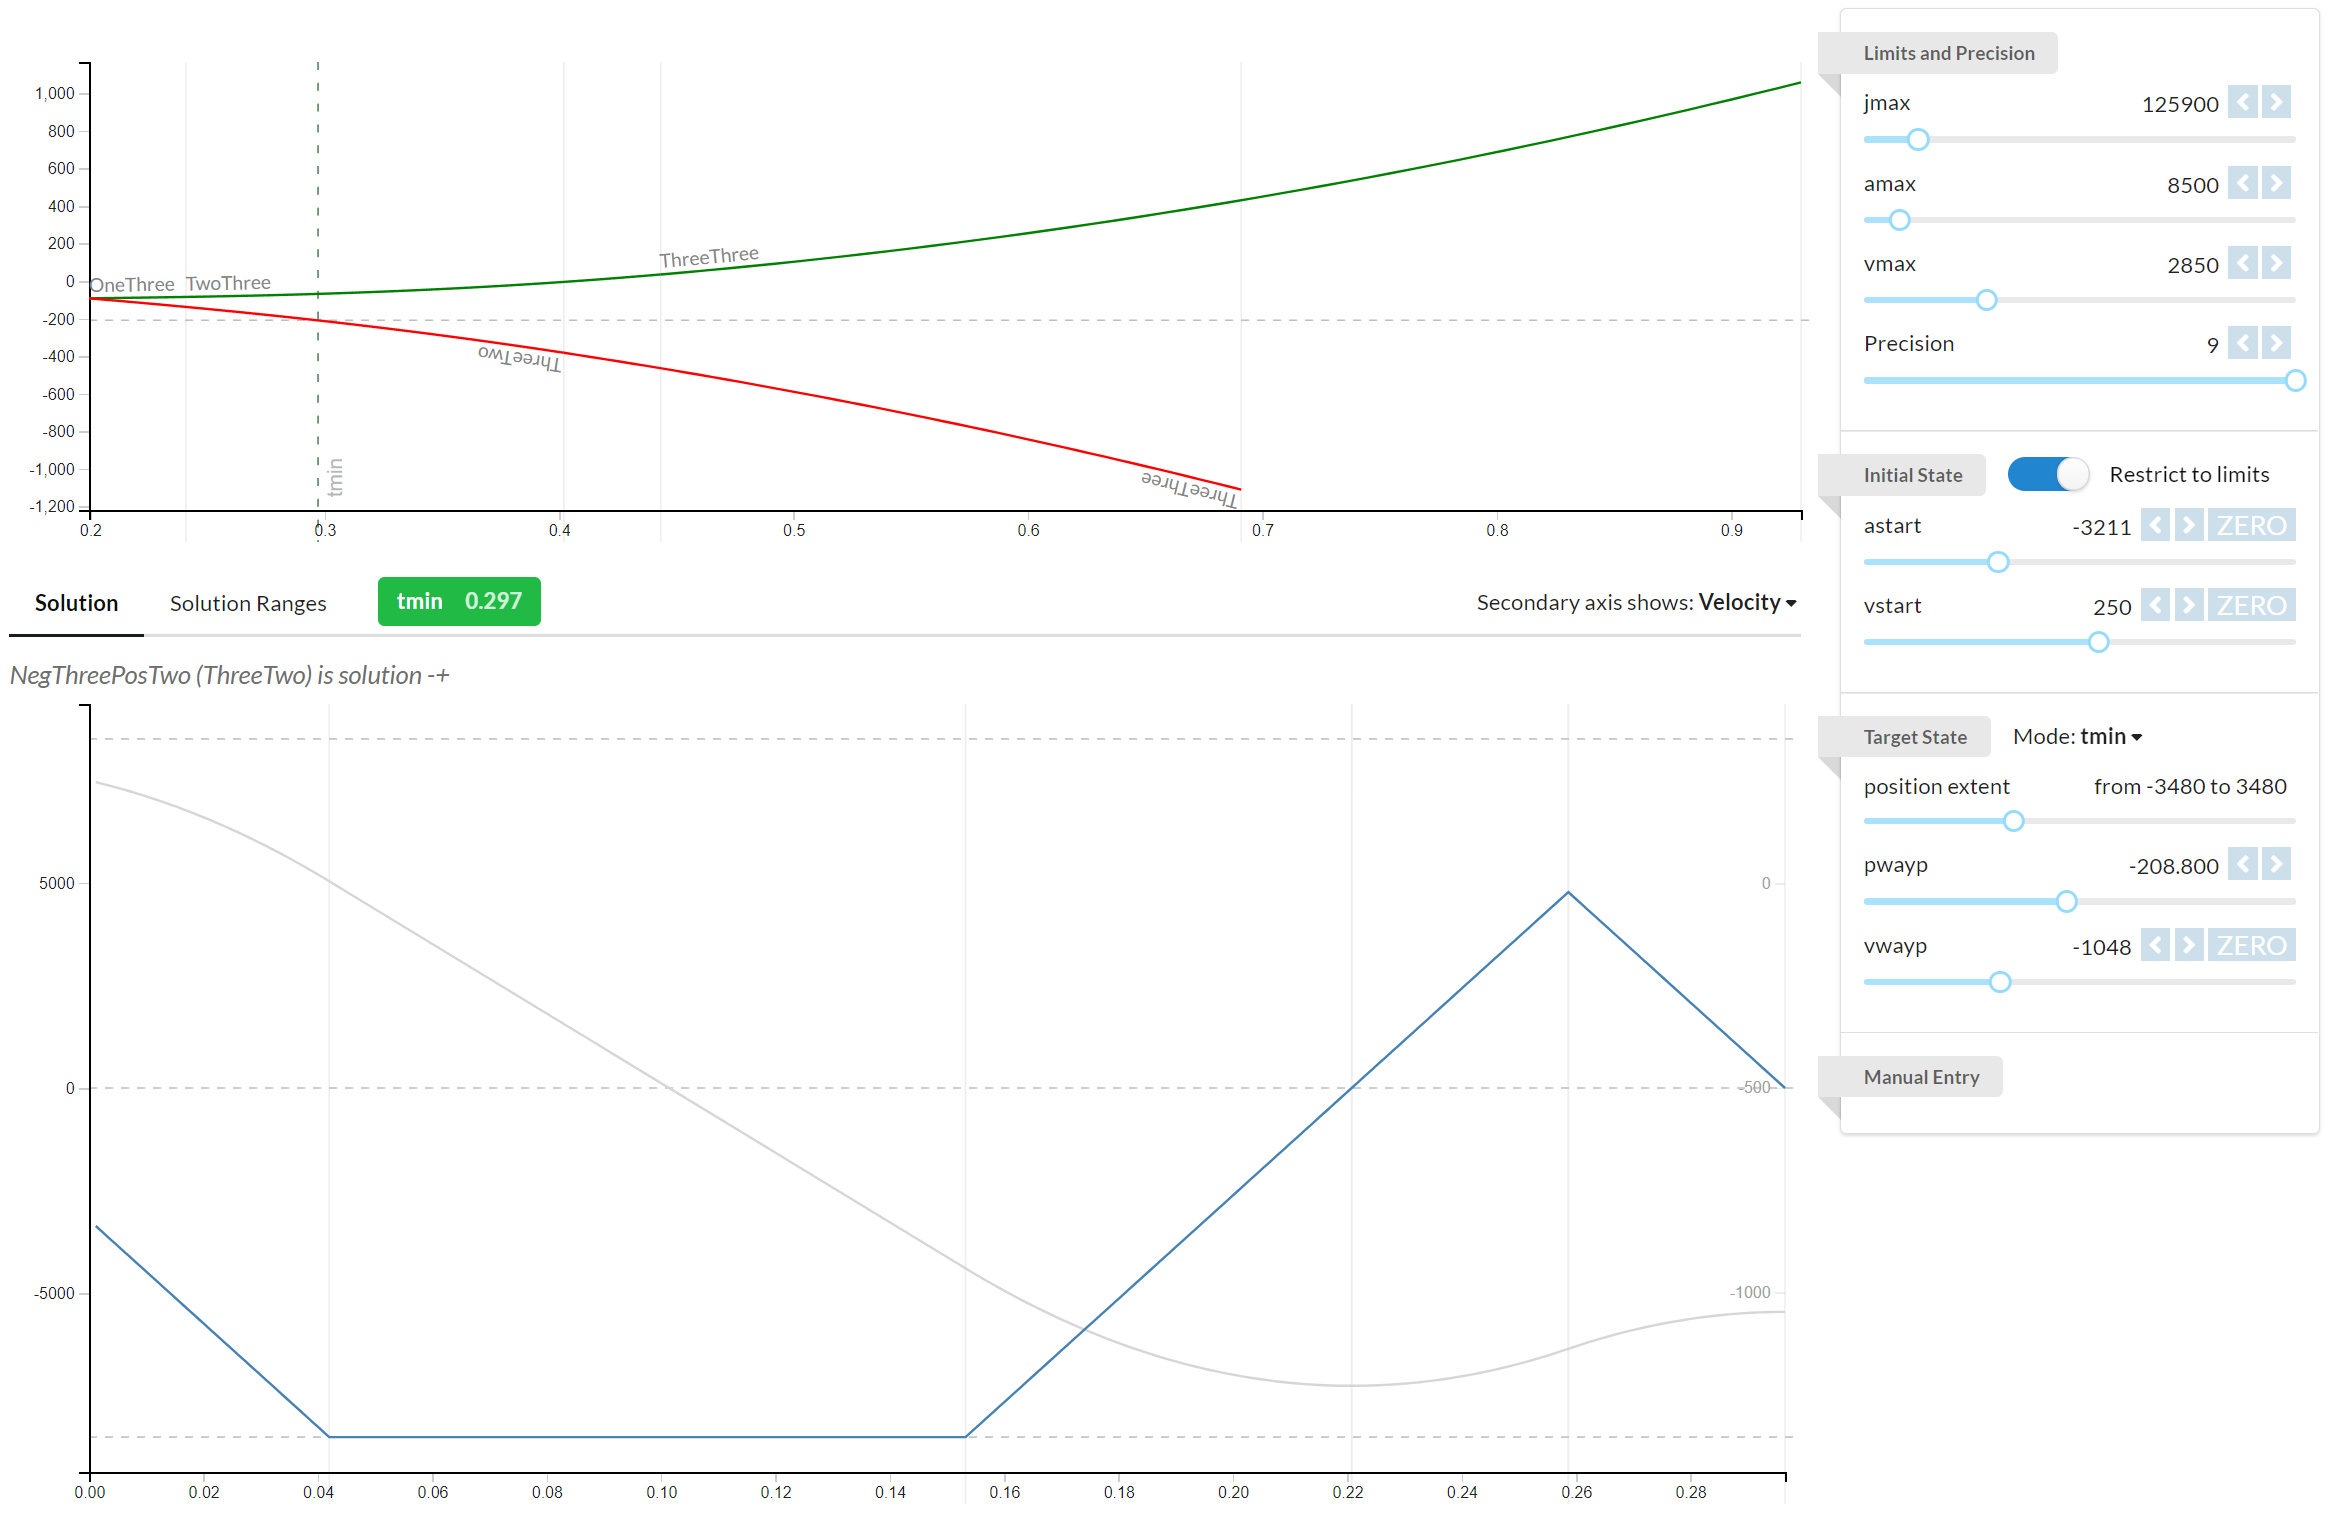 1,000
800
600
400
200
0
-200
-400
-600
-800
-1,000
-1,200
OneThree TwoThree
ThreeThree
ThreeTwo
ThreeThree
tmin
0.2 0.3 0.4 0.5 0.6 0.7 0.8 0.9
Solution Solution Ranges tmin 0.297 Secondary axis shows: Velocity
NegThreePosTwo (ThreeTwo) is solution -+
5000
0
-5000
0
-500
-1000
0.00 0.02 0.04 0.06 0.08 0.10 0.12 0.14 0.16 0.18 0.20 0.22 0.24 0.26 0.28
Limits and Precision
jmax 125900
amax 8500
vmax 2850
Precision 9
Initial State Restrict to limits
astart -3211 ZERO
vstart 250 ZERO
Target State Mode: tmin
position extent from -3480 to 3480
pwayp -208.800
vwayp -1048 ZERO
Manual Entry